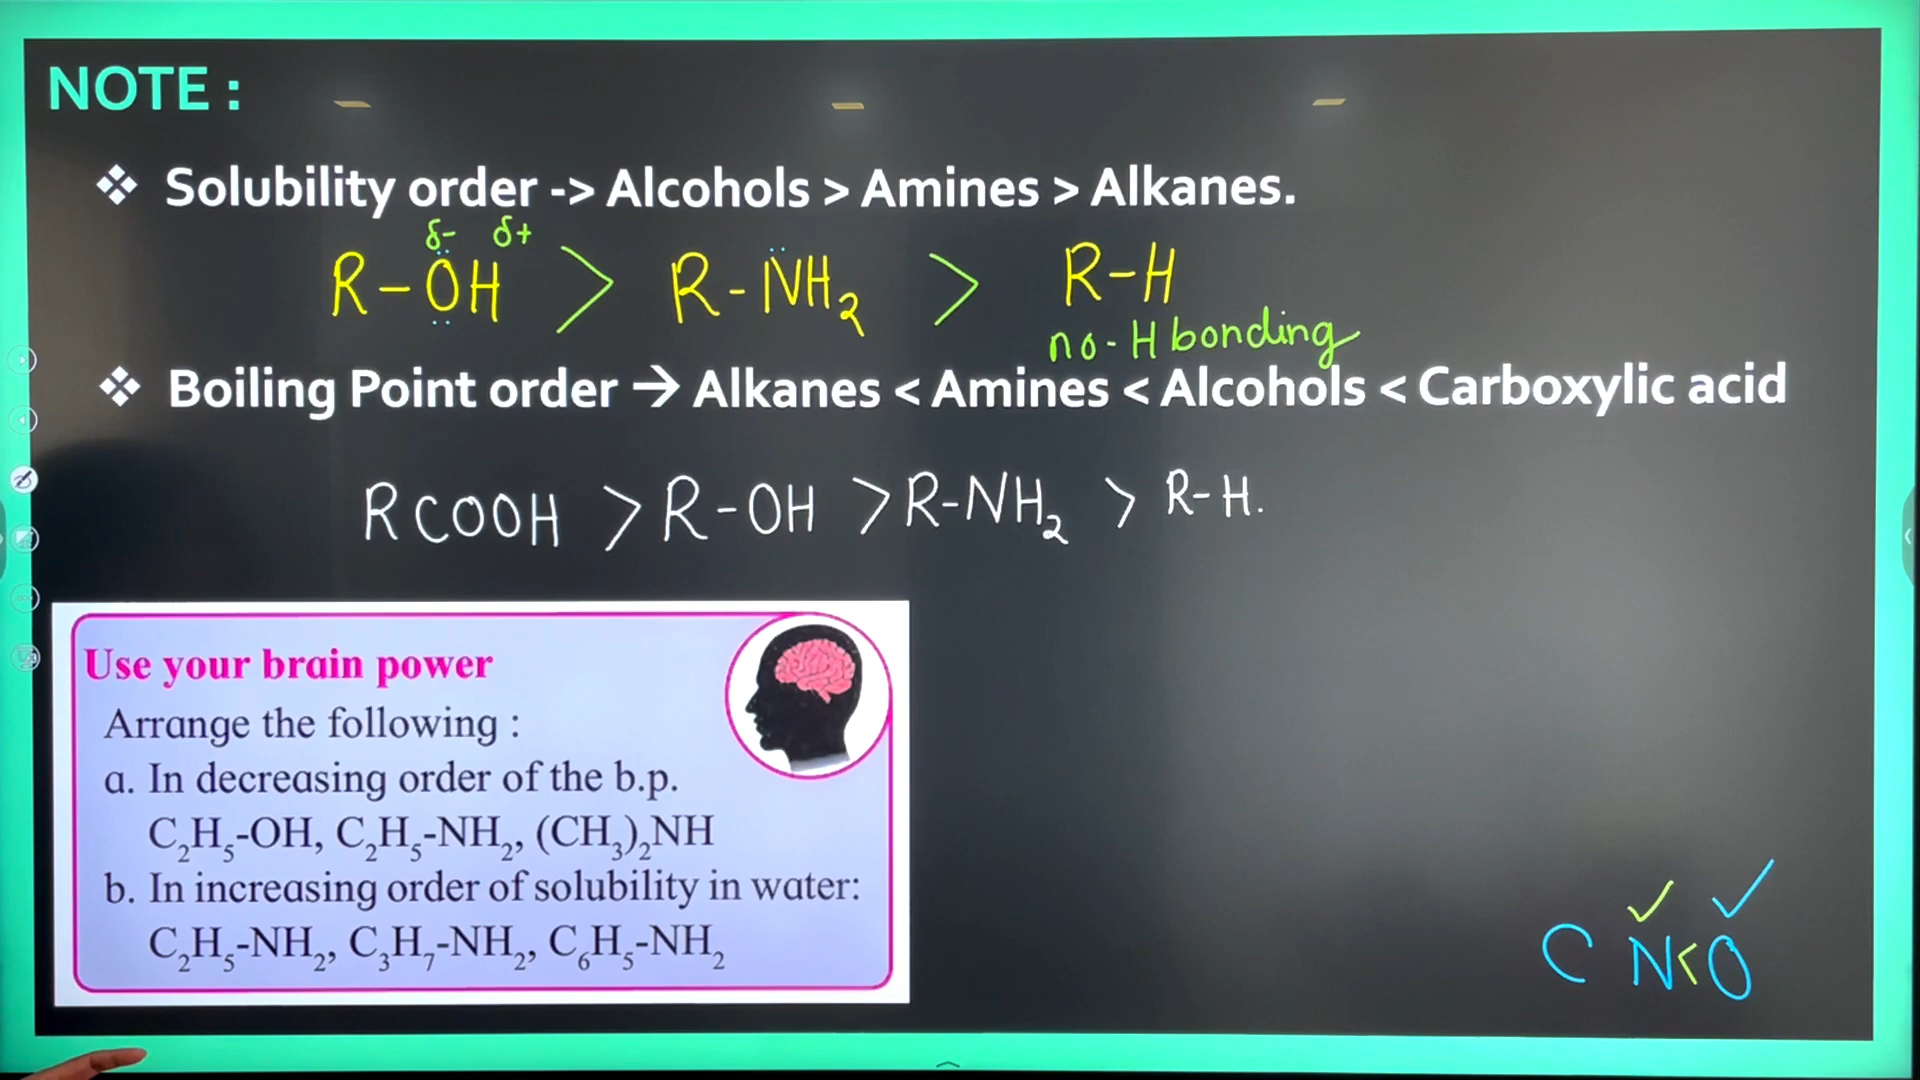 NOTE :
❖ Solubility order -> Alcohols > Amines > Alkanes.
δ- δ+
R-ÖH > R-N̈H₂ > R-H
no-H bonding
❖ Boiling Point order → Alkanes < Amines < Alcohols < Carboxylic acid
RCOOH > R-OH > R-NH₂ > R-H.
Use your brain power
Arrange the following :
a. In decreasing order of the b.p.
C₂H₅-OH, C₂H₅-NH₂, (CH₃)₂NH
b. In increasing order of solubility in water:
C₂H₅-NH₂, C₃H₇-NH₂, C₆H₅-NH₂
✓ ✓
C N<O